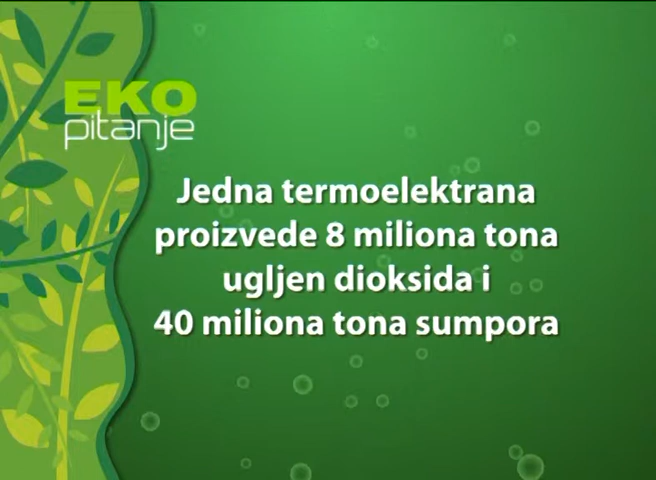 EKO
pitanje
Jedna termoelektrana
proizvede 8 miliona tona
ugljen dioksida i
40 miliona tona sumpora